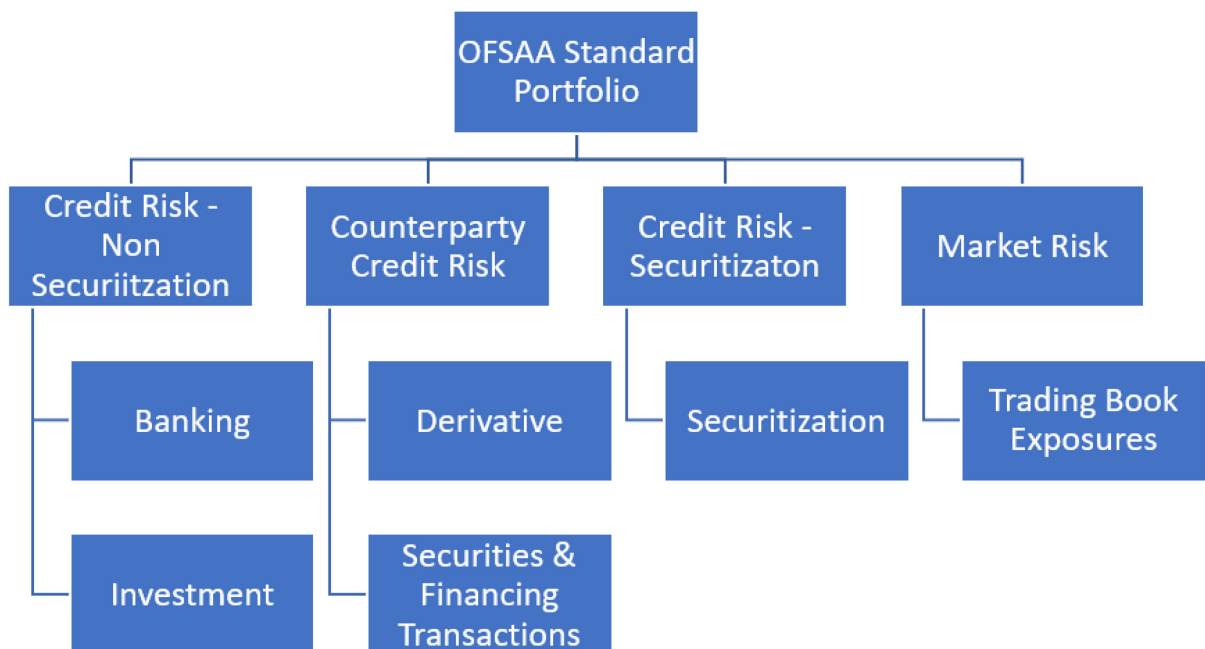 OFSAA Standard
Portfolio
Credit Risk -
Non
Securiitzation
Counterparty
Credit Risk
Credit Risk -
Securitizaton
Market Risk
Banking
Derivative
Securitization
Trading Book
Exposures
Investment
Securities &
Financing
Transactions